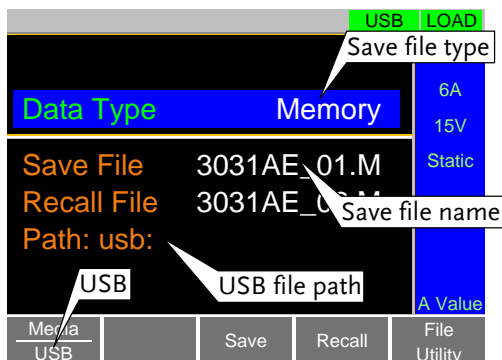 USB LOAD
Save file type
6A
Data Type Memory
15V
Save File 3031AE_01.M
Static
Recall File 3031AE_0
Save file name
Path: usb:
USB
USB file path
A Value
Media
USB
Save
Recall
File
Utility